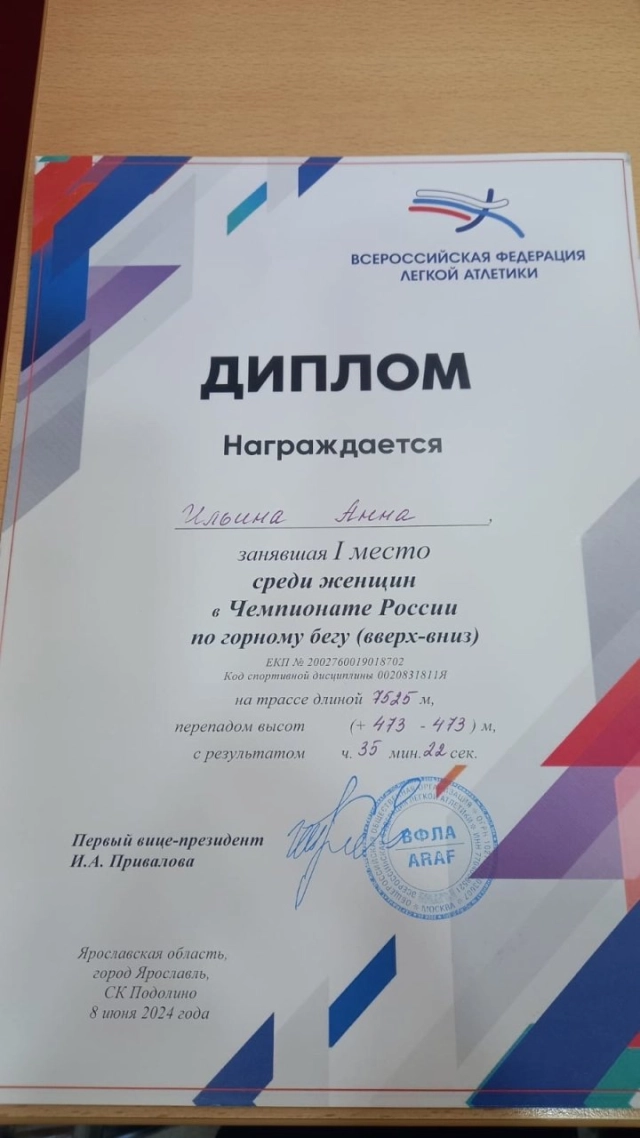 ВСЕРОССИЙСКАЯ ФЕДЕРАЦИЯ
ЛЕГКОЙ АТЛЕТИКИ
ДИПЛОМ
Награждается
Ильина Анна,
занявшая I место
среди женщин
в Чемпионате России
по горному бегу (вверх-вниз)
ЕКП № 2002760019018702
Код спортивной дисциплины 0020831811Я
на трассе длиной 7525 м,
перепадом высот (+ 473 - 473) м,
с результатом ч. 35 мин. 22 сек.
Первый вице-президент
И.А. Привалова
ВФЛА
ARAF
МОСКВА
Ярославская область,
город Ярославль,
СК Подолино
8 июня 2024 года